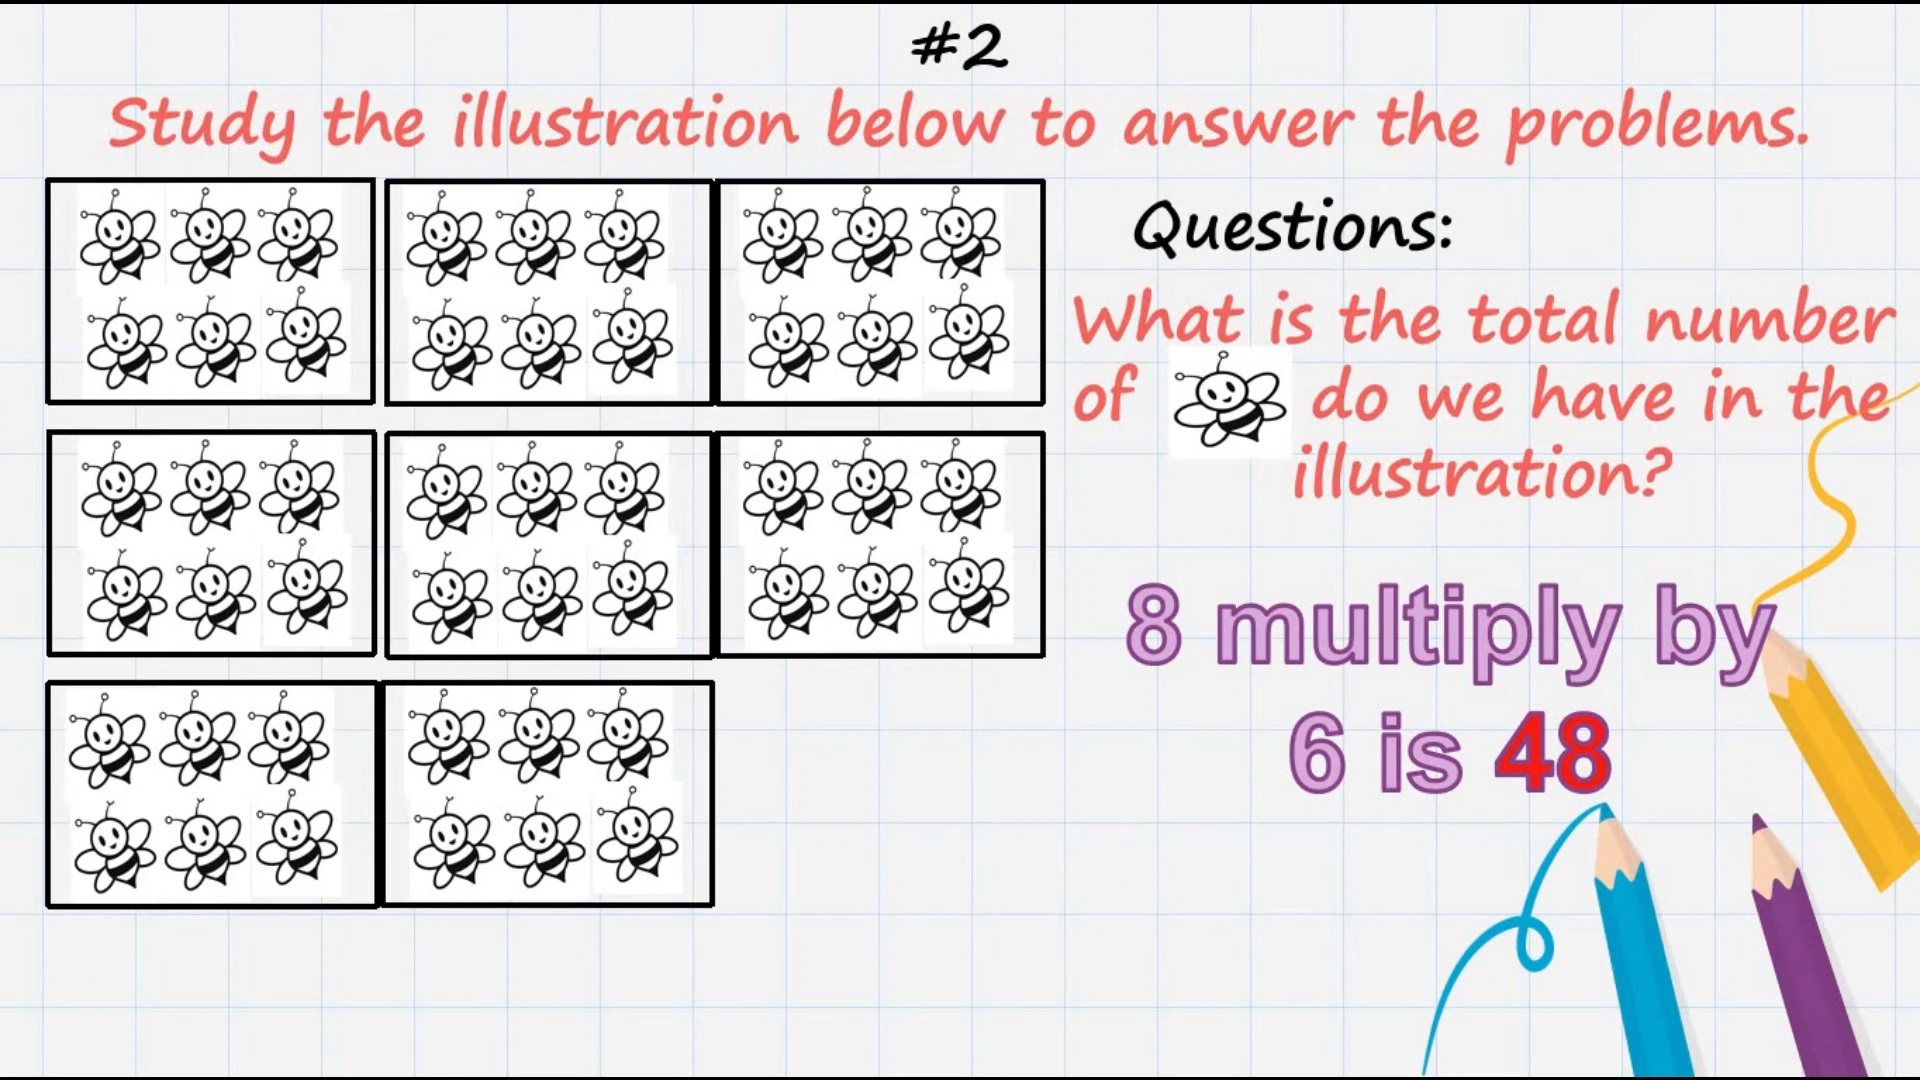 #2
Study the illustration below to answer the problems.
Questions:
What is the total number
of do we have in the
illustration?
8 multiply by
6 is 48